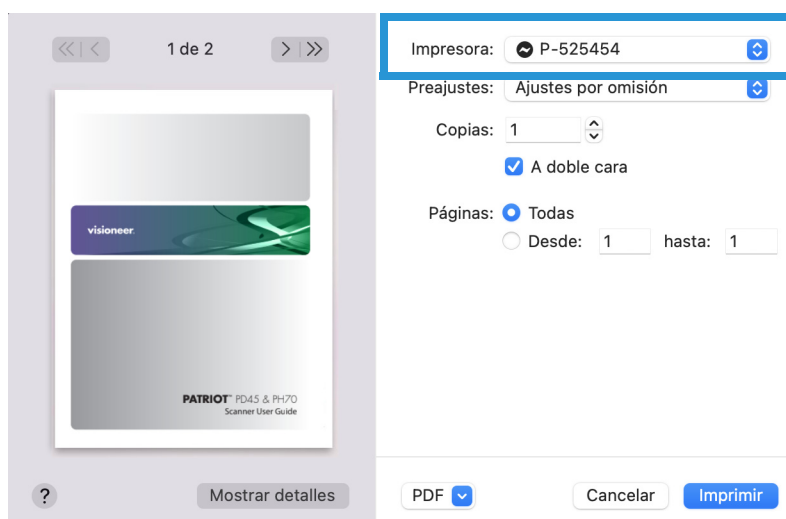 1 de 2
visioneer.
PATRIOT™ PD45 & PH70
Scanner User Guide
?
Mostrar detalles
Impresora: P-525454
Preajustes: Ajustes por omisión
Copias: 1
A doble cara
Páginas: Todas
Desde: 1 hasta: 1
PDF
Cancelar
Imprimir